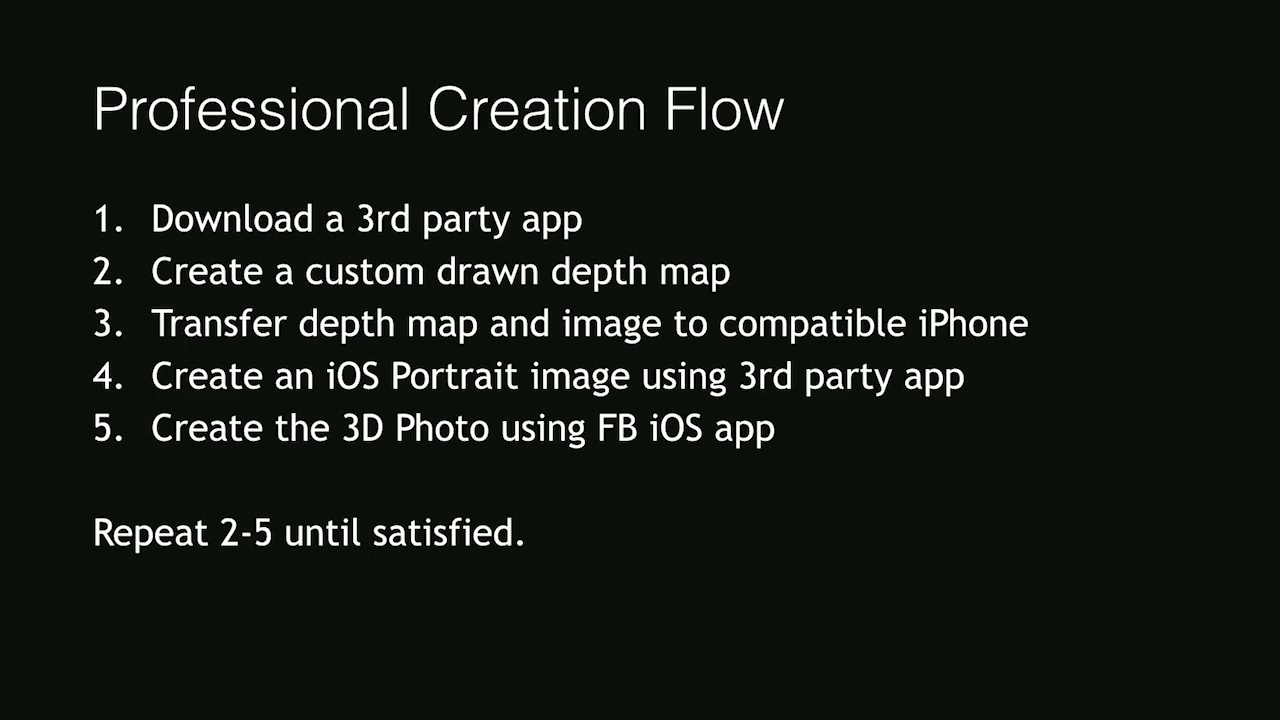 Professional Creation Flow
1. Download a 3rd party app
2. Create a custom drawn depth map
3. Transfer depth map and image to compatible iPhone
4. Create an iOS Portrait image using 3rd party app
5. Create the 3D Photo using FB iOS app
Repeat 2-5 until satisfied.